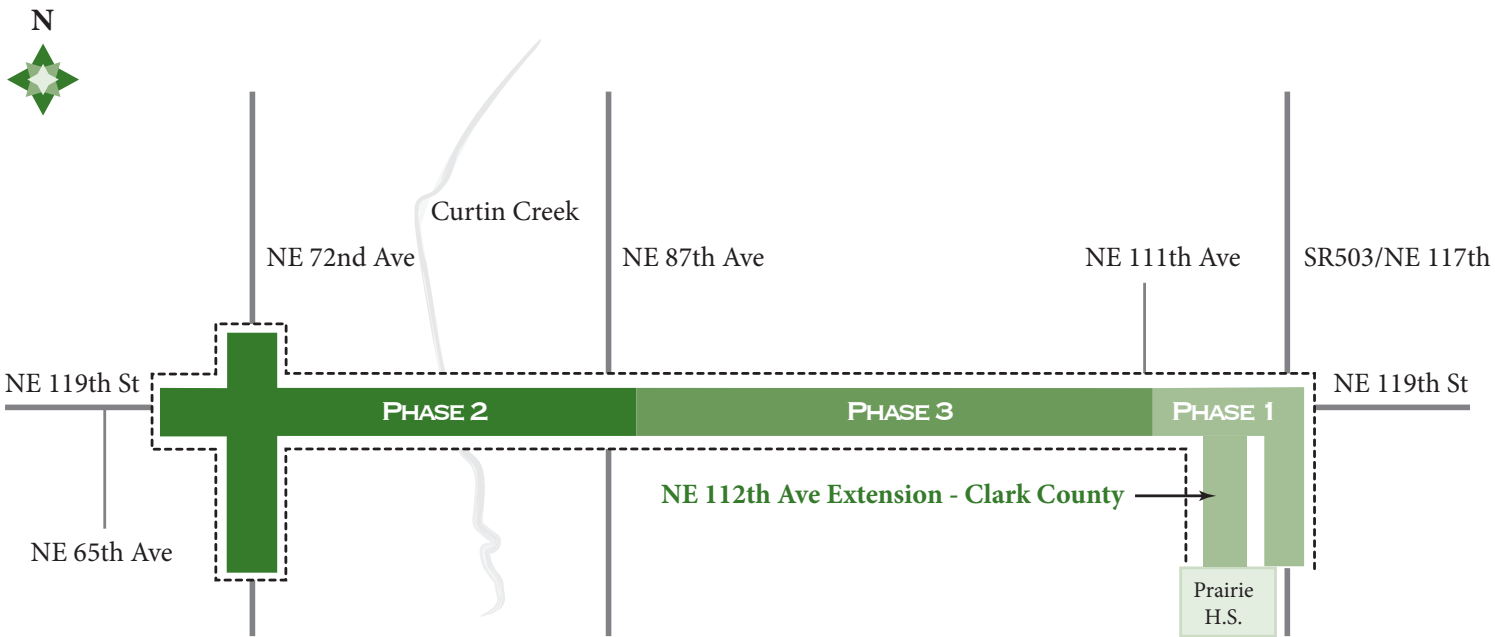 N
Curtin Creek
NE 72nd Ave
NE 87th Ave
NE 111th Ave
SR503/NE 117th
NE 119th St
NE 119th St
PHASE 2
PHASE 3
PHASE 1
NE 112th Ave Extension - Clark County
NE 65th Ave
Prairie
H.S.